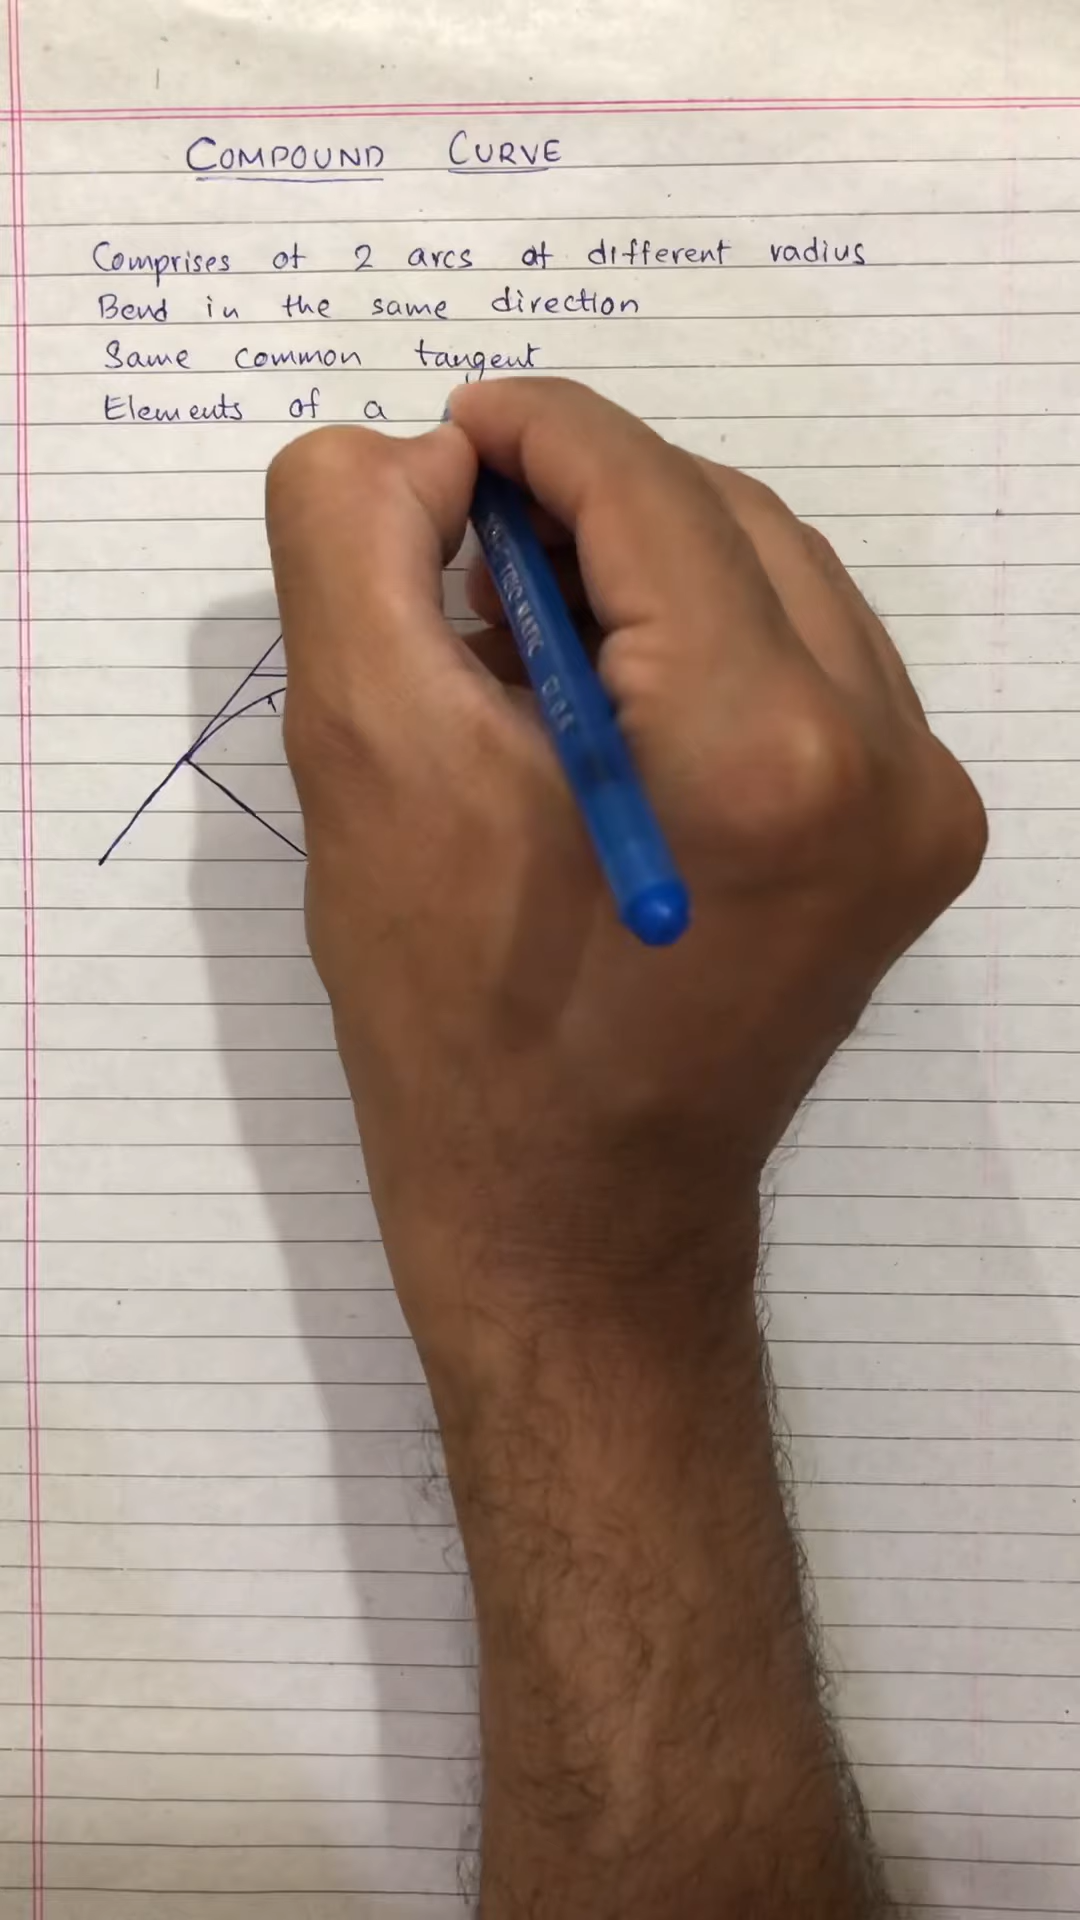 COMPOUND CURVE
Comprises of 2 arcs of different radius
Bend in the same direction
Same common tangent
Elements of a